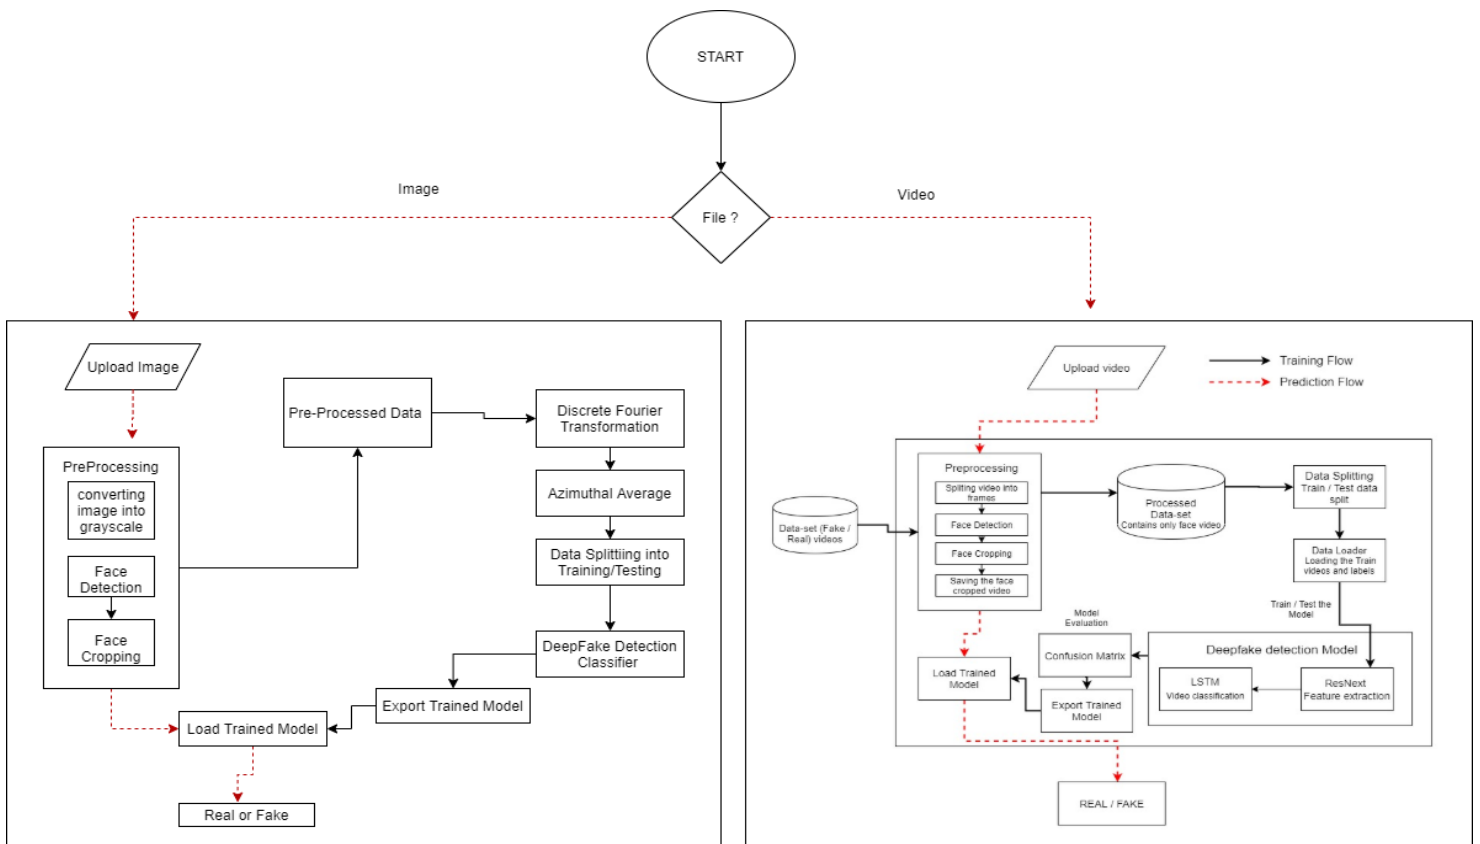 START
File ?
Image
Video
Upload Image
PreProcessing
converting
image into
grayscale
Face
Detection
Face
Cropping
Pre-Processed Data
Discrete Fourier
Transformation
Azimuthal Average
Data Splitting into
Training/Testing
DeepFake Detection
Classifier
Export Trained Model
Load Trained Model
Real or Fake
Upload video
Training Flow
Prediction Flow
Data-set (Fake /
Real) videos
Preprocessing
Spliting video into
frames
Face Detection
Face Cropping
Saving the face
cropped video
Processed
Data-set
Contains only face video
Data Splitting
Train / Test data
split
Data Loader
Loading the Train
videos and labels
Train / Test the
Model
Deepfake detection Model
ResNext
Feature extraction
LSTM
Video classification
Model
Evaluation
Confusion Matrix
Export Trained
Model
Load Trained
Model
REAL / FAKE